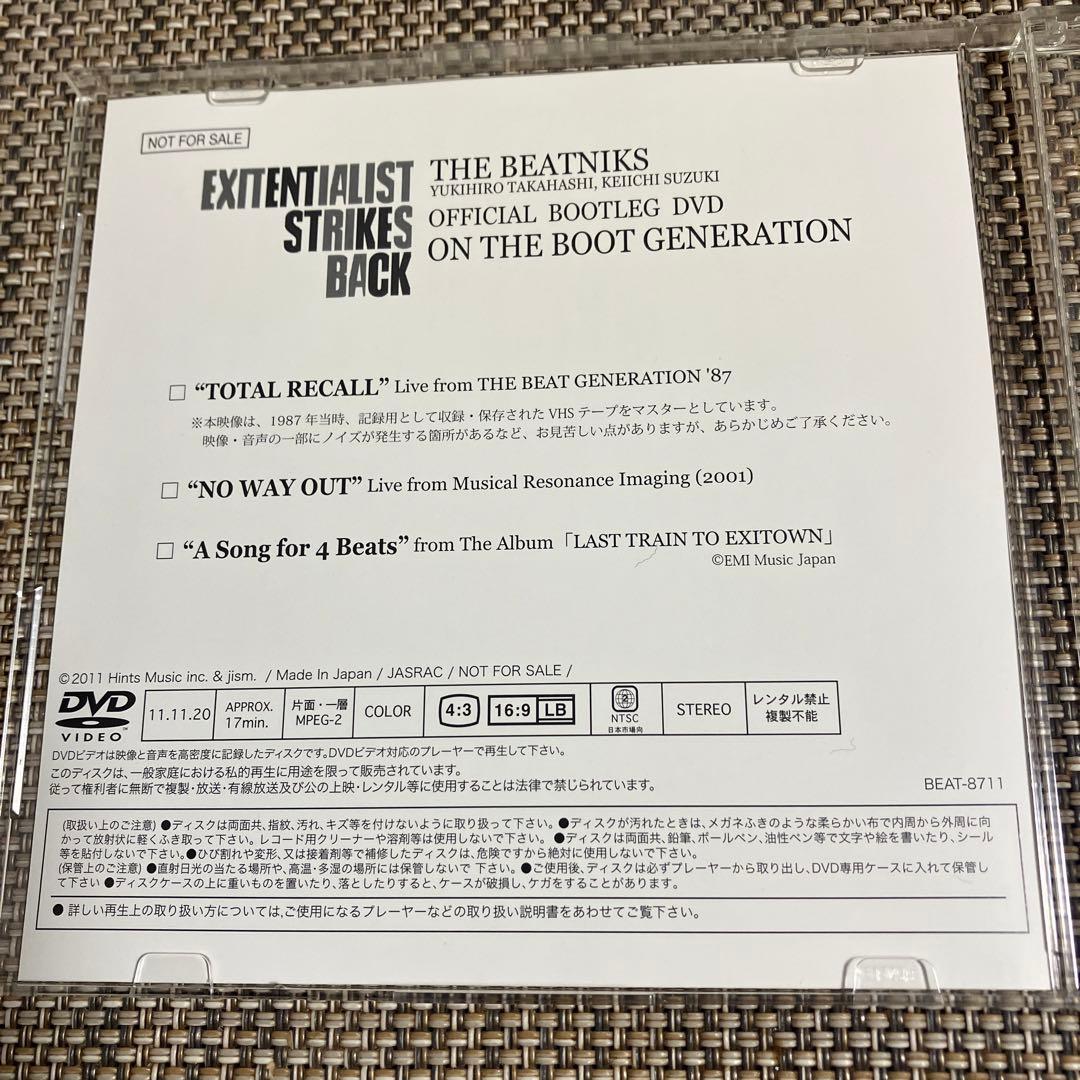 NOT FOR SALE
EXITENTIALIST
STRIKES
BACK
THE BEATNIKS
YUKIHIRO TAKAHASHI, KEIICHI SUZUKI
OFFICIAL BOOTLEG DVD
ON THE BOOT GENERATION
□ “TOTAL RECALL” Live from THE BEAT GENERATION '87
※本映像は、1987年当時、記録用として収録・保存されたVHSテープをマスターとしています。
映像・音声の一部にノイズが発生する箇所があるなど、お見苦しい点がありますが、あらかじめご了承ください。
□ “NO WAY OUT” Live from Musical Resonance Imaging (2001)
□ “A Song for 4 Beats” from The Album「LAST TRAIN TO EXITOWN」
©EMI Music Japan
©2011 Hints Music inc. & jism. / Made In Japan / JASRAC / NOT FOR SALE /
DVD VIDEO™
11.11.20
APPROX. 17min.
片面・一層 MPEG-2
COLOR
4:3
16:9 LB
2 NTSC 日本市場向
STEREO
レンタル禁止 複製不能
DVDビデオは映像と音声を高密度に記録したディスクです。DVDビデオ対応のプレーヤーで再生して下さい。
このディスクは、一般家庭における私的再生に用途を限って販売されています。
従って権利者に無断で複製・放送・有線放送及び公の上映・レンタル等に使用することは法律で禁じられています。
BEAT-8711
(取扱い上のご注意) ●ディスクは両面共、指紋、汚れ、キズ等を付けないように取り扱って下さい。●ディスクが汚れたときは、メガネふきのような柔らかい布で内周から外周に向
かって放射状に軽くふき取って下さい。レコード用クリーナーや溶剤等は使用しないで下さい。 ●ディスクは両面共、鉛筆、ボールペン、油性ペン等で文字や絵を書いたり、シール
等を貼付しないで下さい。●ひび割れや変形、又は接着剤等で補修したディスクは、危険ですから絶対に使用しないで下さい。
(保管上のご注意) ●直射日光の当たる場所や、高温・多湿の場所には保管しないで下さい。●ご使用後、ディスクは必ずプレーヤーから取り出し、DVD専用ケースに入れて保管し
て下さい ●ディスクケースの上に重いものを置いたり、落としたりすると、ケースが破損し、ケガをすることがあります。
● 詳しい再生上の取り扱い方については、ご使用になるプレーヤーなどの取り扱い説明書をあわせてご覧下さい。